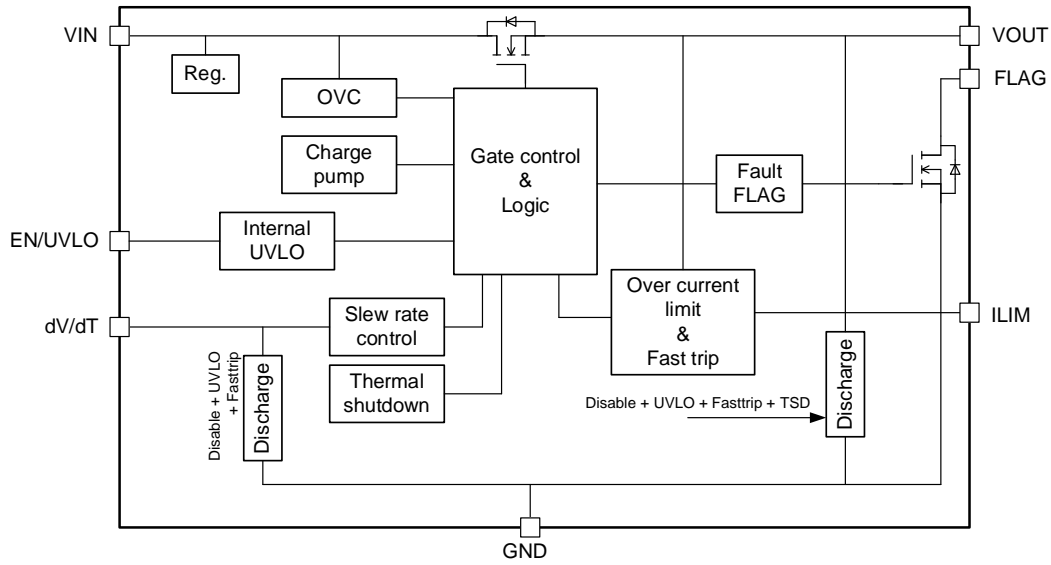 VIN
VOUT
Reg.
FLAG
OVC
Charge
pump
Gate control
&
Logic
Fault
FLAG
EN/UVLO
Internal
UVLO
dV/dT
Slew rate
control
Over current
limit
&
Fast trip
ILIM
Disable + UVLO
+ Fasttrip
Discharge
Thermal
shutdown
Disable + UVLO + Fasttrip + TSD
Discharge
GND